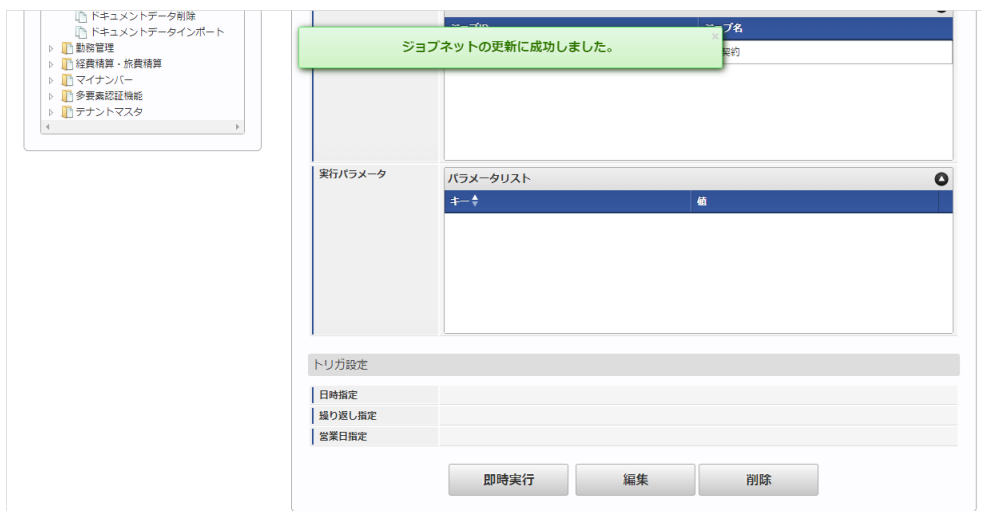 ドキュメントデータ削除
ドキュメントデータインポート
勤務管理
経費精算・旅費精算
マイナンバー
多要素認証機能
テナントマスタ
ジョブネットの更新に成功しました。
×
実行パラメータ
パラメータリスト
キー
値
トリガ設定
日時指定
繰り返し指定
営業日指定
即時実行
編集
削除